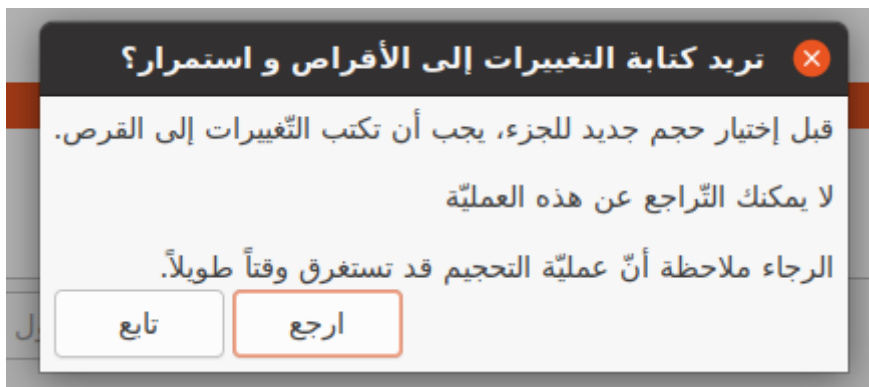 تريد كتابة التغييرات إلى الأقراص و استمرار؟
قبل إختيار حجم جديد للجزء، يجب أن تكتب التّغييرات إلى القرص.
لا يمكنك التّراجع عن هذه العمليّة
الرجاء ملاحظة أنّ عمليّة التحجيم قد تستغرق وقتاً طويلاً.
ارجع
تابع